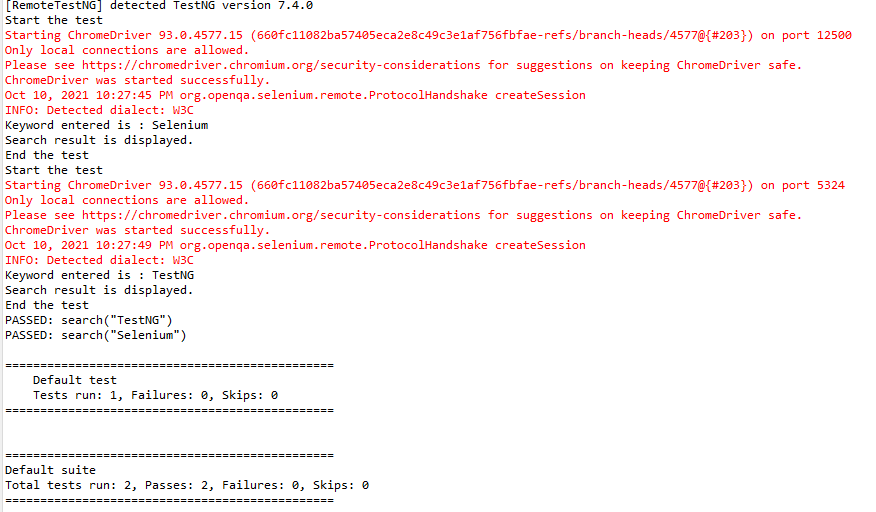 [RemoteTestNG] detected TestNG version 7.4.0
Start the test
Starting ChromeDriver 93.0.4577.15 (660fc11082ba57405eca2e8c49c3e1af756fbfae-refs/branch-heads/4577@{#203}) on port 12500
Only local connections are allowed.
Please see https://chromedriver.chromium.org/security-considerations for suggestions on keeping ChromeDriver safe.
ChromeDriver was started successfully.
Oct 10, 2021 10:27:45 PM org.openqa.selenium.remote.ProtocolHandshake createSession
INFO: Detected dialect: W3C
Keyword entered is : Selenium
Search result is displayed.
End the test
Start the test
Starting ChromeDriver 93.0.4577.15 (660fc11082ba57405eca2e8c49c3e1af756fbfae-refs/branch-heads/4577@{#203}) on port 5324
Only local connections are allowed.
Please see https://chromedriver.chromium.org/security-considerations for suggestions on keeping ChromeDriver safe.
ChromeDriver was started successfully.
Oct 10, 2021 10:27:49 PM org.openqa.selenium.remote.ProtocolHandshake createSession
INFO: Detected dialect: W3C
Keyword entered is : TestNG
Search result is displayed.
End the test
PASSED: search("TestNG")
PASSED: search("Selenium")
===============================================
Default test
Tests run: 1, Failures: 0, Skips: 0
===============================================
===============================================
Default suite
Total tests run: 2, Passes: 2, Failures: 0, Skips: 0
===============================================